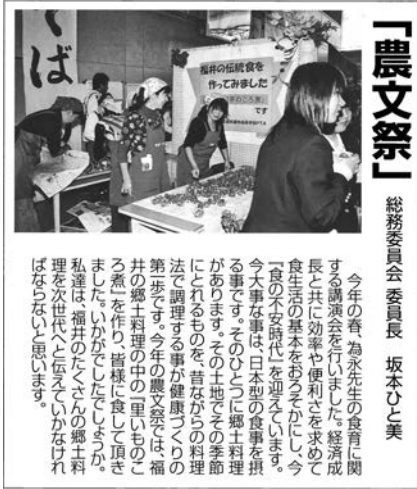 「農文祭」
総務委員会 委員長 坂本ひと美
そば
福井の伝統食を
作ってみました
です
今年の春、為永先生の食育に関
する講演会を行いました。経済成
長と共に効率や便利さを求めて
食生活の基本をおろそかにし、今
『食の不安時代』を迎えています。
今大事な事は、日本型の食事を摂
る事です。そのひとつに郷土料理
があります。その土地でその季節
にとれるものを、昔ながらの料理
法で調理する事が健康づくりの
第一歩です。今年の農文祭では、福
井の郷土料理の中の『里いものこ
ろ煮』を作り、皆様に食して頂き
ました。いかがでしたでしょうか。
私達は、福井のたくさんの郷土料
理を次世代へと伝えていかなけれ
ばならないと思います。